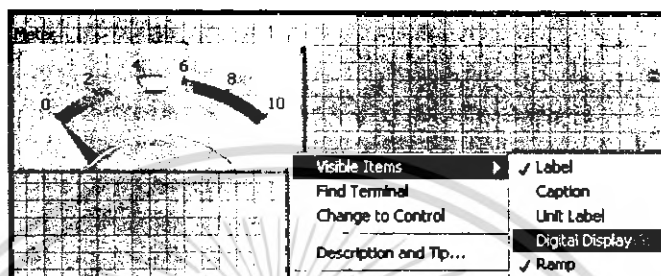 Meter
0 2 4 6 8 10
Visible Items ✓ Label
Find Terminal Caption
Change to Control Unit Label
Description and Tip... Digital Display
✓ Ramp